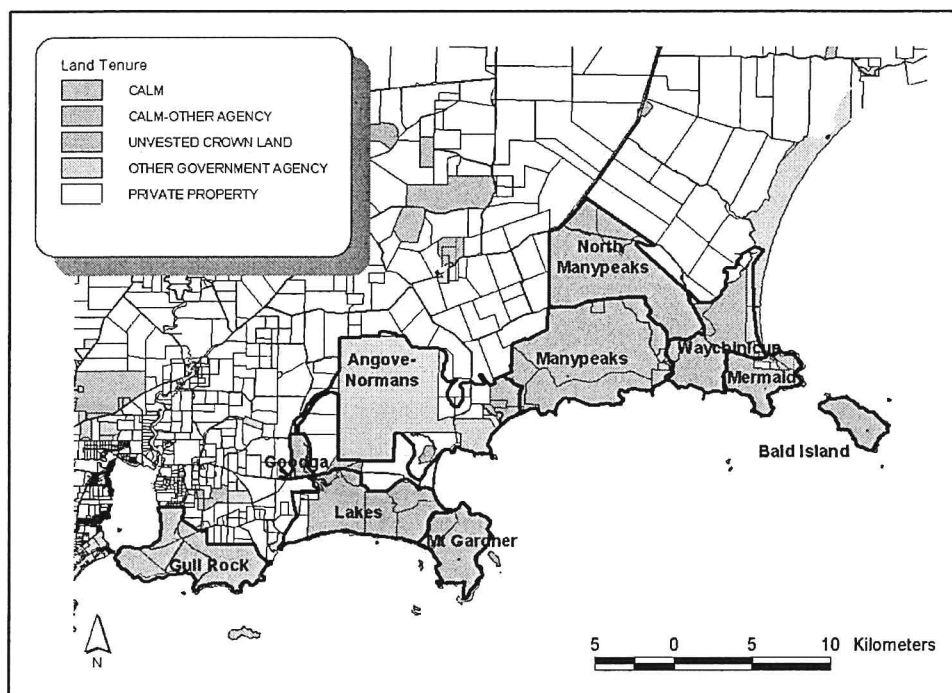 Land Tenure
CALM
CALM-OTHER AGENCY
UNVESTED CROWN LAND
OTHER GOVERNMENT AGENCY
PRIVATE PROPERTY
North
Manypeaks
Angove-
Normans
Manypeaks
Waychinicup
Mermaid
Bald Island
Goodga
Lakes
Mt Gardner
Gull Rock
N
5 0 5 10 Kilometers